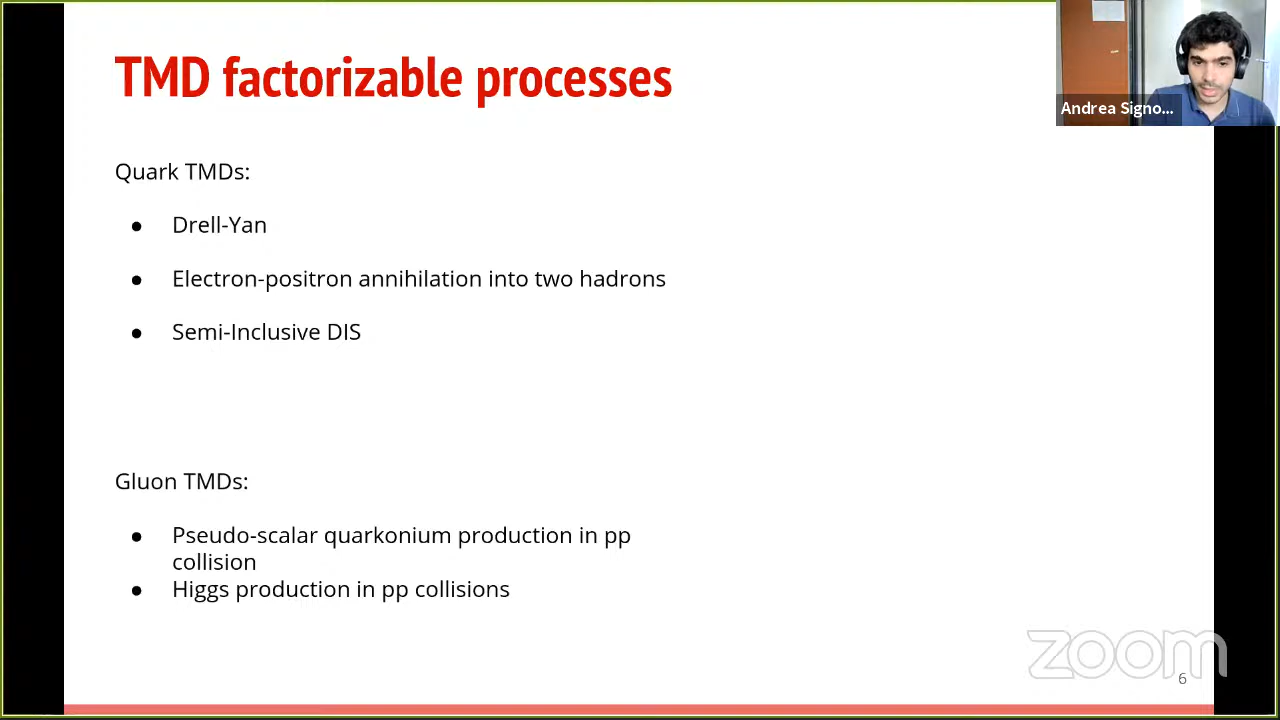 TMD factorizable processes
Andrea Signo...
Quark TMDs:
● Drell-Yan
● Electron-positron annihilation into two hadrons
● Semi-Inclusive DIS
Gluon TMDs:
● Pseudo-scalar quarkonium production in pp
collision
● Higgs production in pp collisions
zoom
6